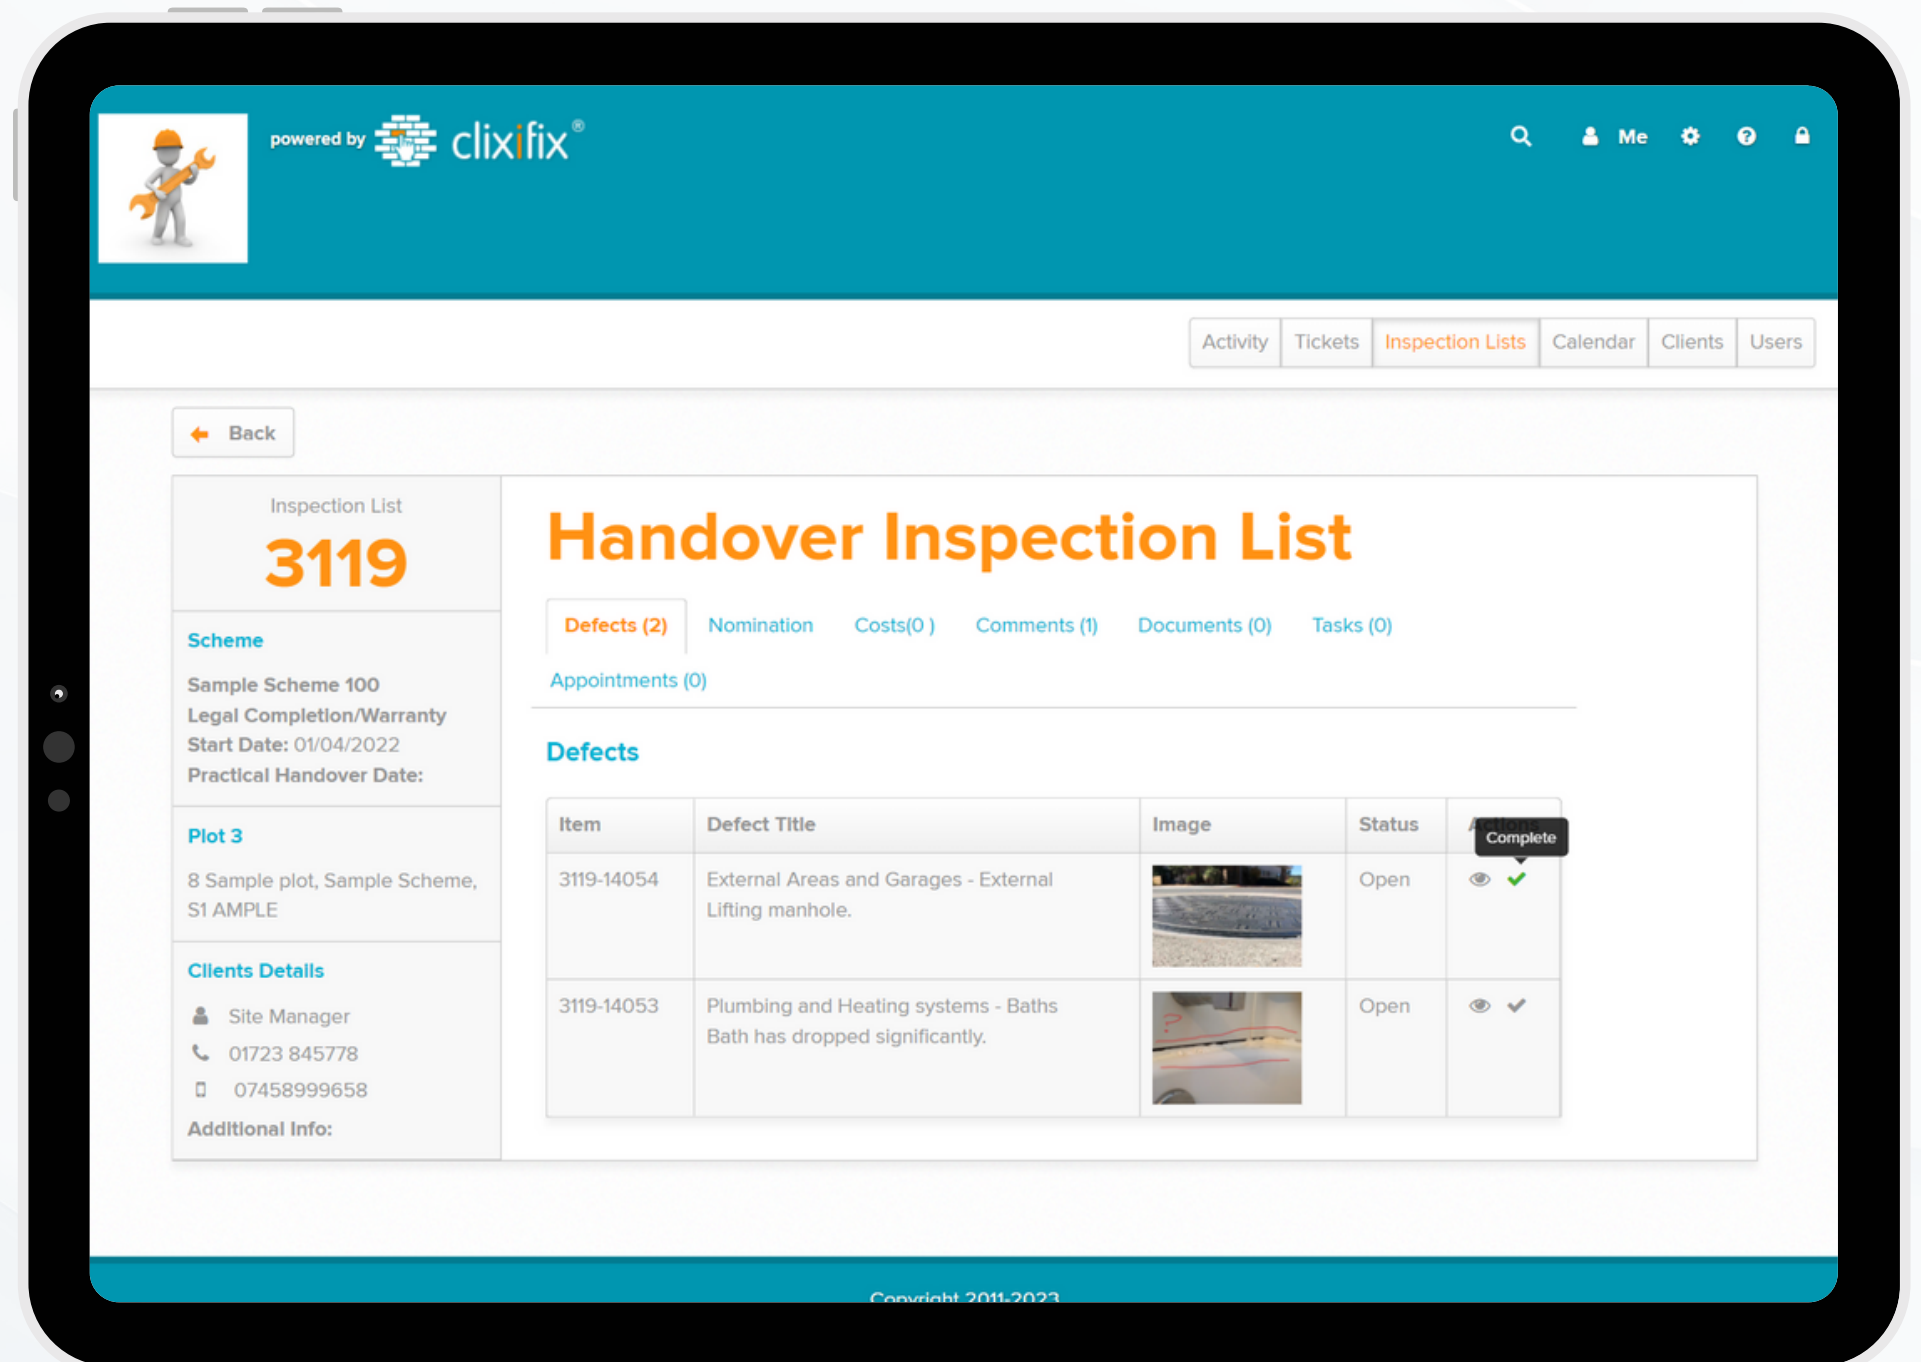 powered by clixifix®
Me
Activity Tickets Inspection Lists Calendar Clients Users
Back
Inspection List
3119
Scheme
Sample Scheme 100
Legal Completion/Warranty
Start Date: 01/04/2022
Practical Handover Date:
Plot 3
8 Sample plot, Sample Scheme,
S1 AMPLE
Clients Details
Site Manager
01723 845778
07458999658
Additional Info:
Handover Inspection List
Defects (2) Nomination Costs(0 ) Comments (1) Documents (0) Tasks (0)
Appointments (0)
Defects
Item Defect Title Image Status Actions
Complete
3119-14054 External Areas and Garages - External Open
Lifting manhole.
3119-14053 Plumbing and Heating systems - Baths Open
Bath has dropped significantly.
?
Copyright 2011-2023